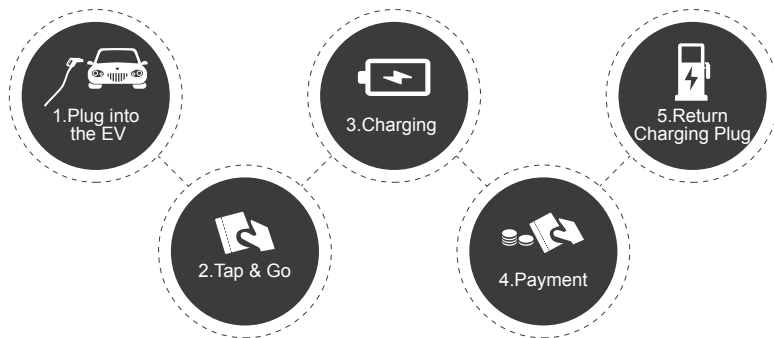 1.Plug into
the EV
2.Tap & Go
3.Charging
4.Payment
5.Return
Charging Plug